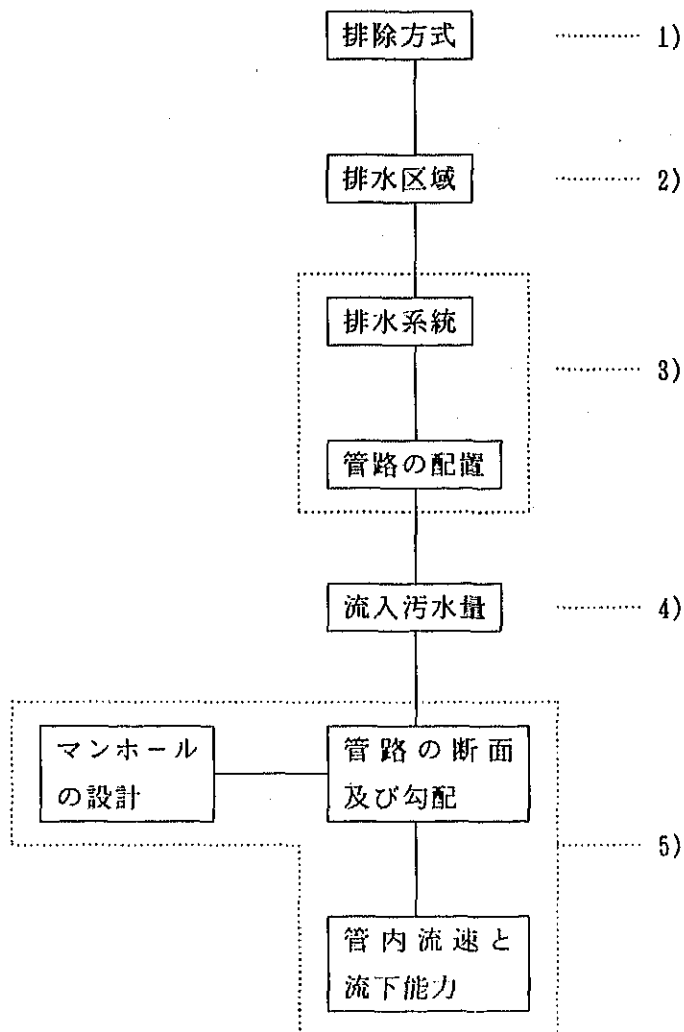 排除方式 ……… 1)
排水区域 ……… 2)
排水系統
……… 3)
管路の配置
流入汚水量 ……… 4)
マンホール
の設計
管路の断面
及び勾配
……… 5)
管内流速と
流下能力